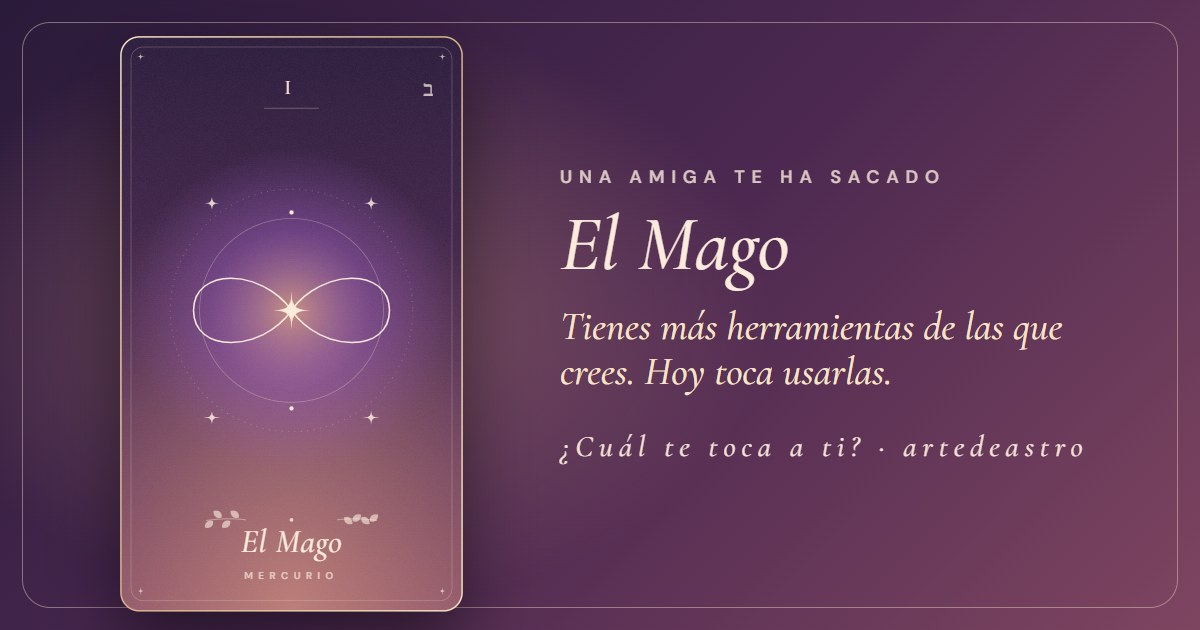 I
ב
El Mago
MERCURIO
UNA AMIGA TE HA SACADO
El Mago
Tienes más herramientas de las que
crees. Hoy toca usarlas.
¿Cuál te toca a ti? · artedeastro